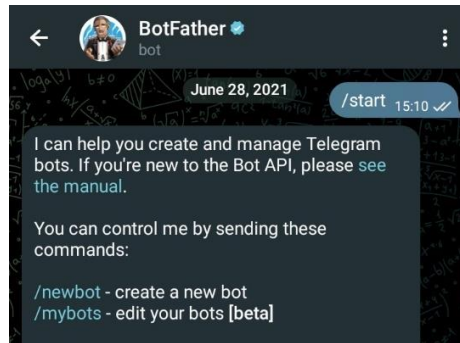 BotFather
bot
June 28, 2021
/start 15:10
I can help you create and manage Telegram
bots. If you're new to the Bot API, please see
the manual.
You can control me by sending these
commands:
/newbot - create a new bot
/mybots - edit your bots [beta]